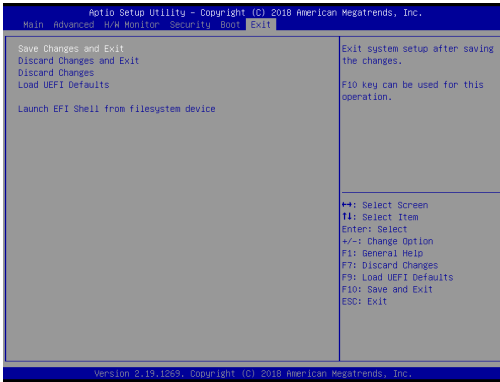 Aptio Setup Utility – Copyright (C) 2018 American Megatrends, Inc.
Main Advanced H/W Monitor Security Boot Exit
Save Changes and Exit
Discard Changes and Exit
Discard Changes
Load UEFI Defaults
Launch EFI Shell from filesystem device
Exit system setup after saving
the changes.
F10 key can be used for this
operation.
↔: Select Screen
↑↓: Select Item
Enter: Select
+/-: Change Option
F1: General Help
F7: Discard Changes
F9: Load UEFI Defaults
F10: Save and Exit
ESC: Exit
Version 2.19.1269. Copyright (C) 2018 American Megatrends, Inc.